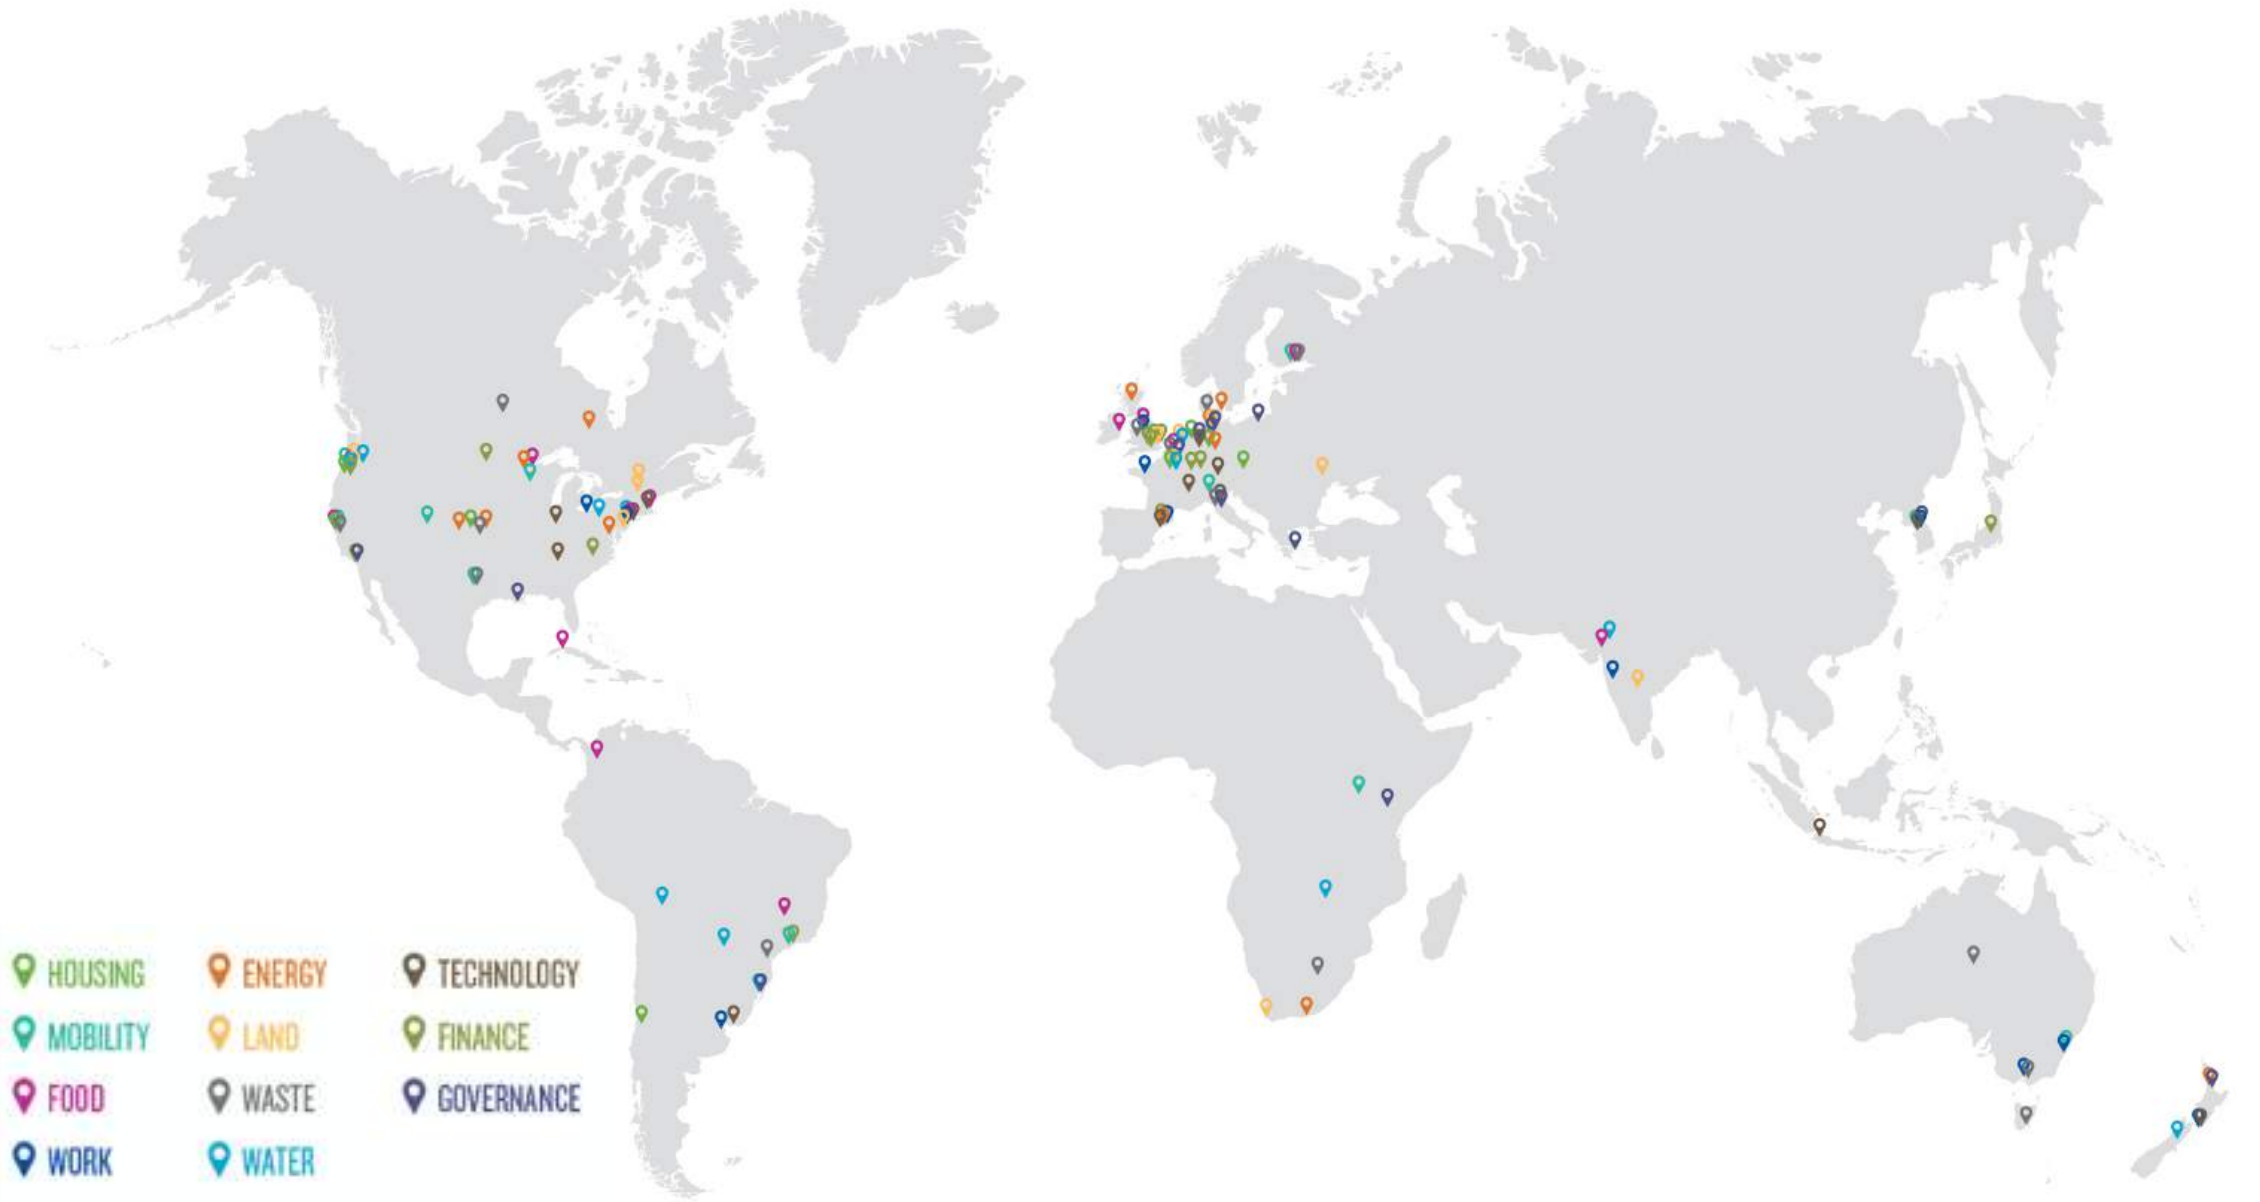 HOUSING ENERGY TECHNOLOGY
MOBILITY LAND FINANCE
FOOD WASTE GOVERNANCE
WORK WATER